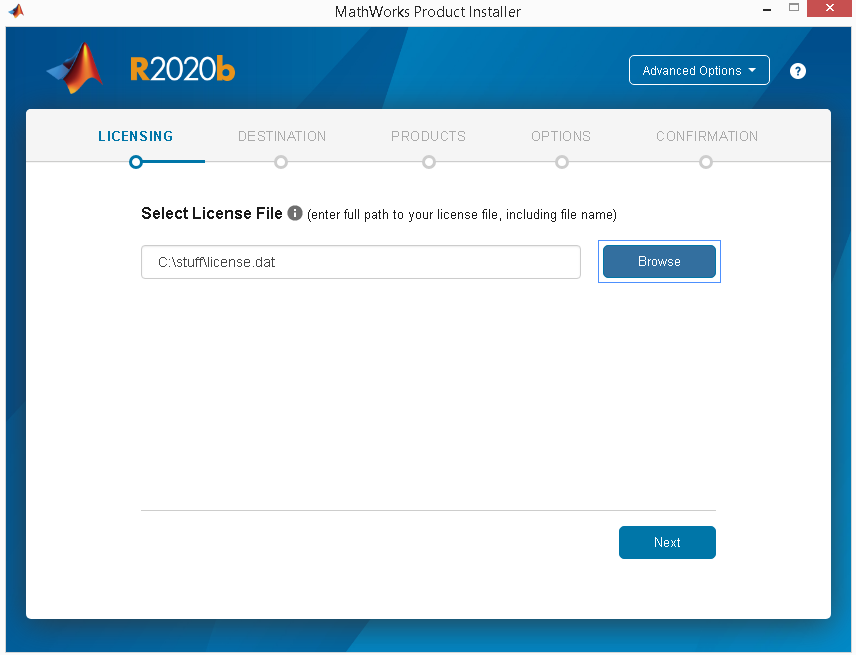 MathWorks Product Installer
R2020b
Advanced Options
?
LICENSING DESTINATION PRODUCTS OPTIONS CONFIRMATION
Select License File i (enter full path to your license file, including file name)
C:\stuff\license.dat
Browse
Next